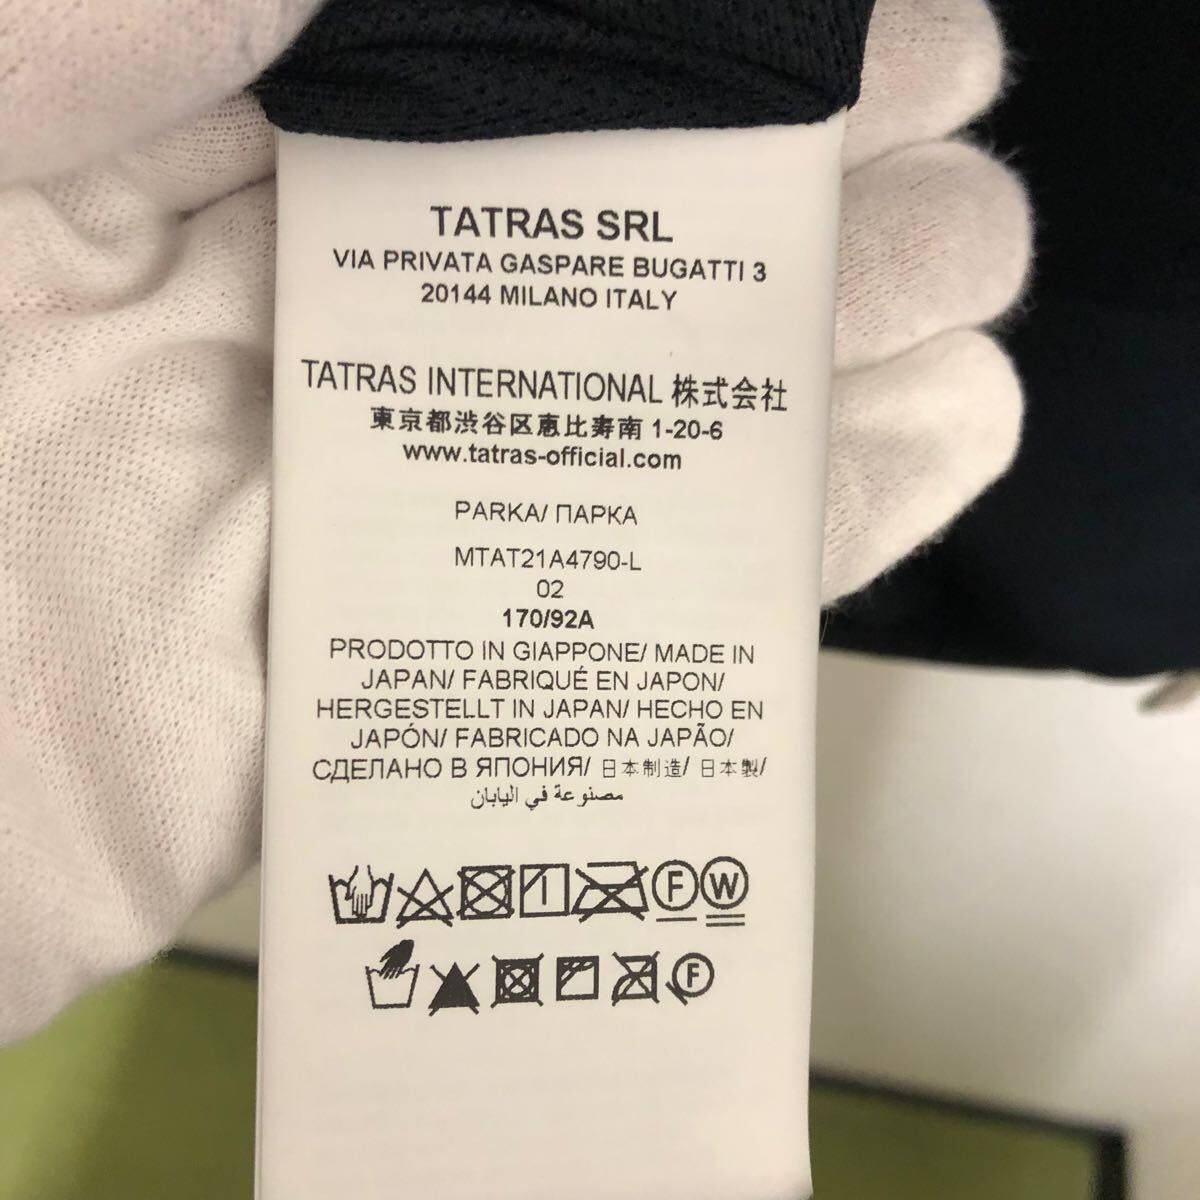 TATRAS SRL
VIA PRIVATA GASPARE BUGATTI 3
20144 MILANO ITALY
TATRAS INTERNATIONAL 株式会社
東京都渋谷区恵比寿南 1-20-6
www.tatras-official.com
PARKA/ ПАРКА
MTAT21A4790-L
02
170/92A
PRODOTTO IN GIAPPONE/ MADE IN
JAPAN/ FABRIQUÉ EN JAPON/
HERGESTELLT IN JAPAN/ HECHO EN
JAPÓN/ FABRICADO NA JAPÃO/
СДЕЛАНО В ЯПОНИЯ/ 日本制造/ 日本製/
مصنوعة في اليابان
F W
F